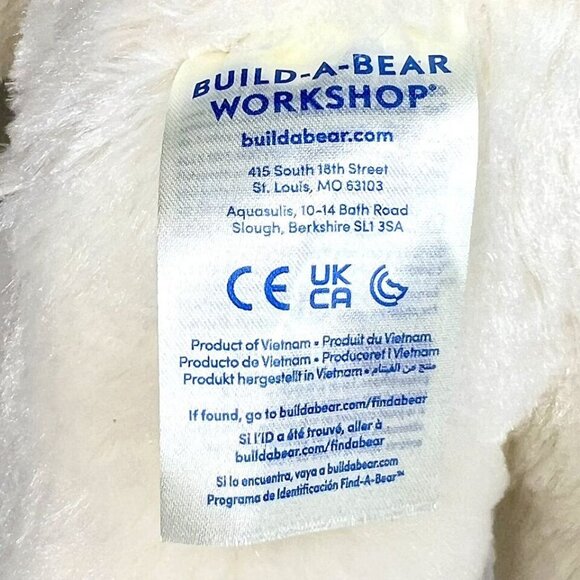 BUILD-A-BEAR
WORKSHOP®
buildabear.com
415 South 18th Street
St. Louis, MO 63103
Aquasulis, 10-14 Bath Road
Slough, Berkshire SL1 3SA
CE UK CA
Product of Vietnam • Produit du Vietnam
Producto de Vietnam • Produceret I Vietnam
Produkt hergestellt in Vietnam • منتج من الفيتنام
If found, go to buildabear.com/findabear
Si l'ID a été trouvé, aller à
buildabear.com/findabear
Si lo encuentra, vaya a buildabear.com
Programa de Identificación Find-A-Bear™